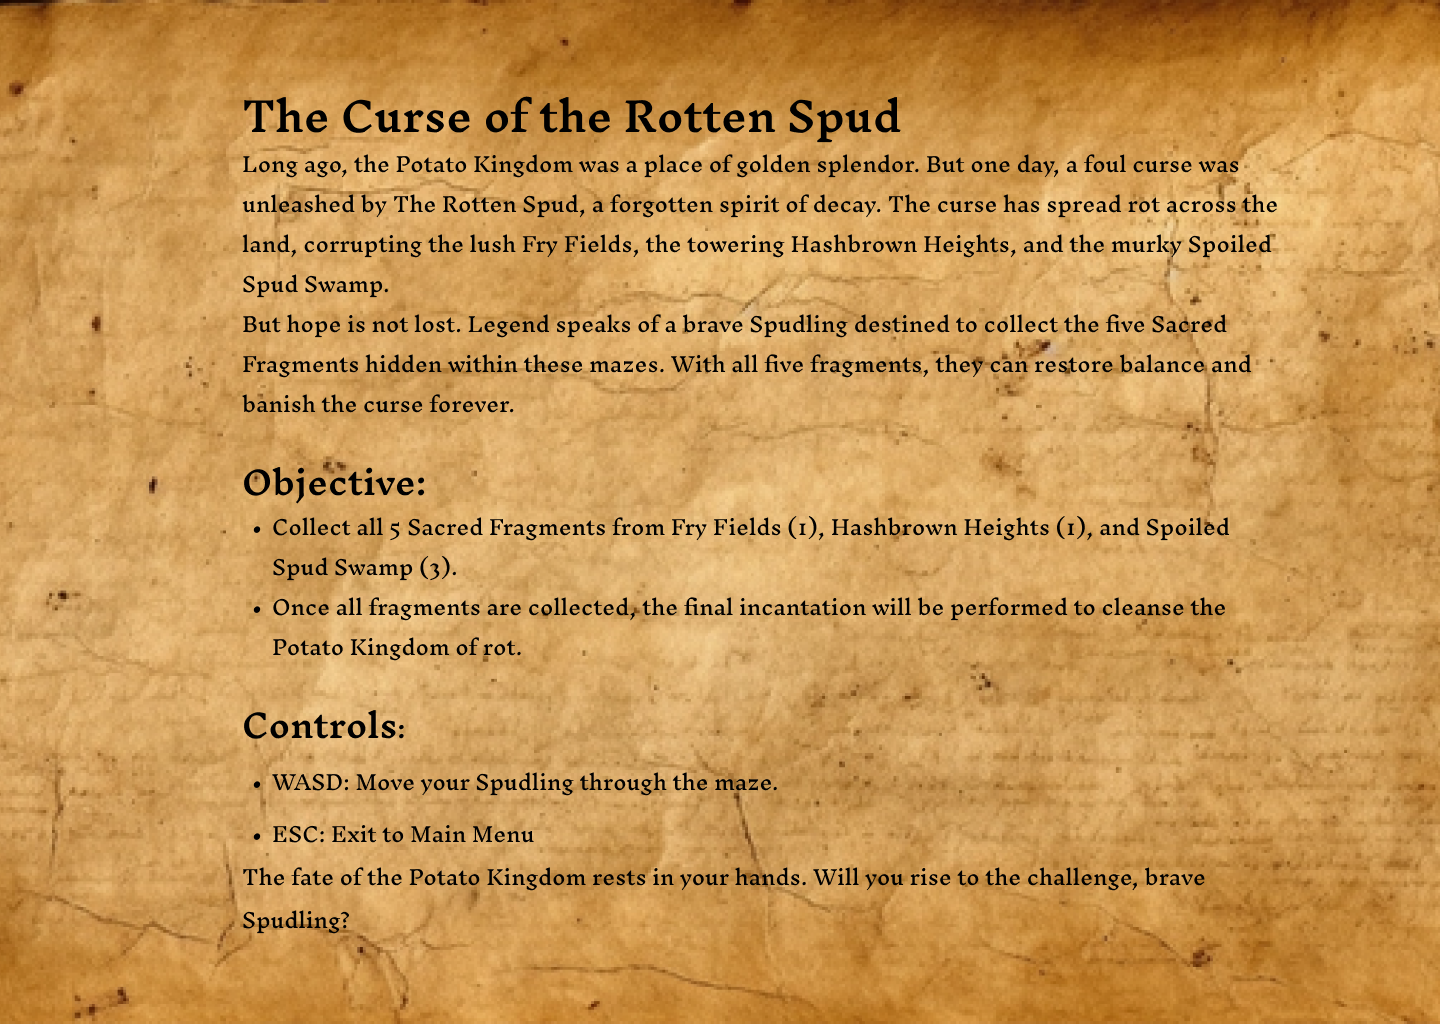 The Curse of the Rotten Spud
Long ago, the Potato Kingdom was a place of golden splendor. But one day, a foul curse was
unleashed by The Rotten Spud, a forgotten spirit of decay. The curse has spread rot across the
land, corrupting the lush Fry Fields, the towering Hashbrown Heights, and the murky Spoiled
Spud Swamp.
But hope is not lost. Legend speaks of a brave Spudling destined to collect the five Sacred
Fragments hidden within these mazes. With all five fragments, they can restore balance and
banish the curse forever.
Objective:
• Collect all 5 Sacred Fragments from Fry Fields (1), Hashbrown Heights (1), and Spoiled
Spud Swamp (3).
• Once all fragments are collected, the final incantation will be performed to cleanse the
Potato Kingdom of rot.
Controls:
• WASD: Move your Spudling through the maze.
• ESC: Exit to Main Menu
The fate of the Potato Kingdom rests in your hands. Will you rise to the challenge, brave
Spudling?